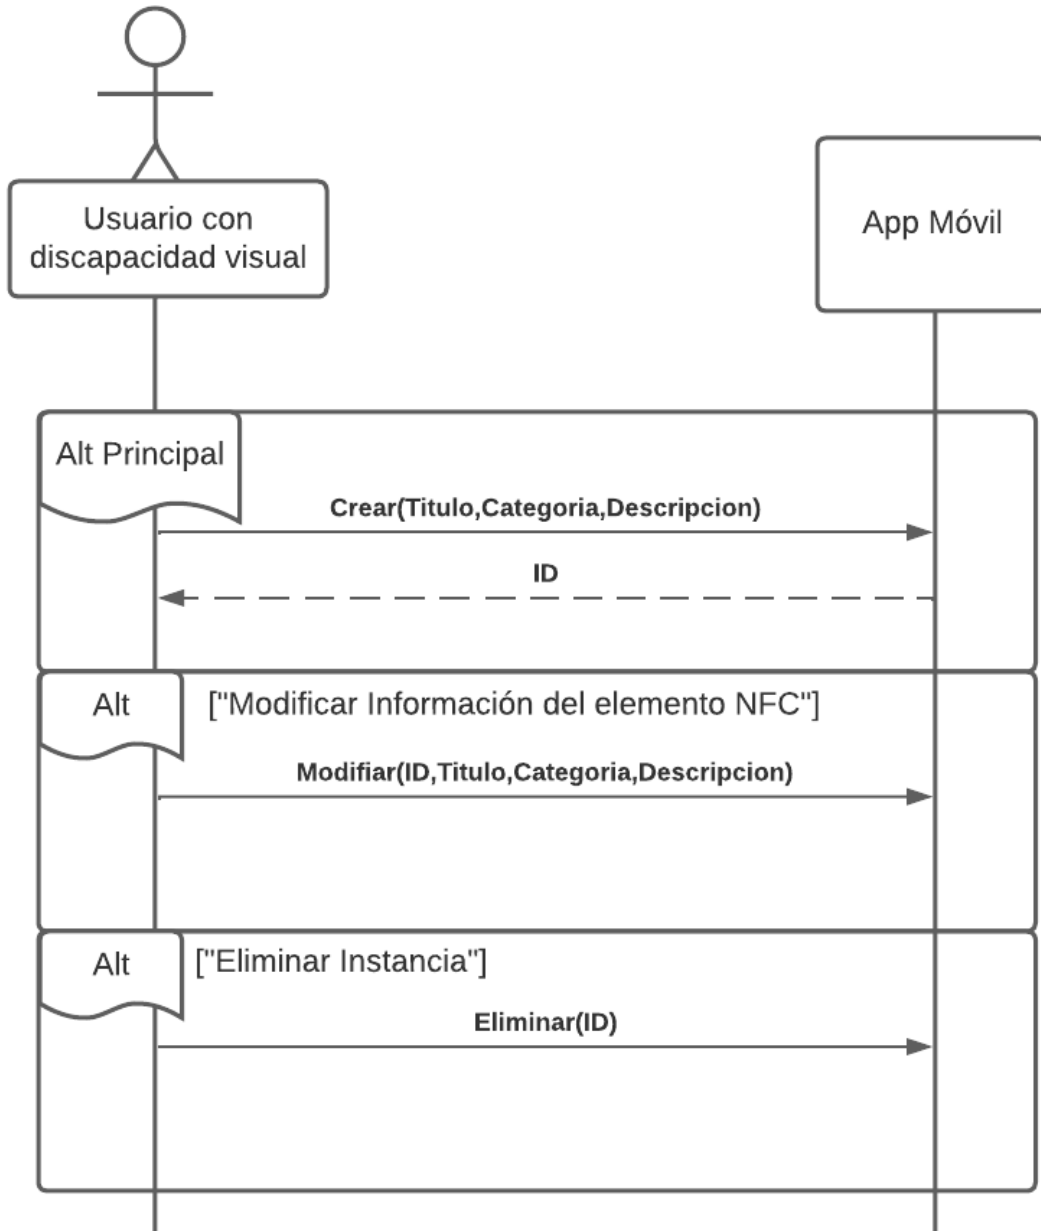 Usuario con
discapacidad visual
App Móvil
Alt Principal
Crear(Titulo,Categoria,Descripcion)
ID
Alt
["Modificar Información del elemento NFC"]
Modifiar(ID,Titulo,Categoria,Descripcion)
Alt
["Eliminar Instancia"]
Eliminar(ID)